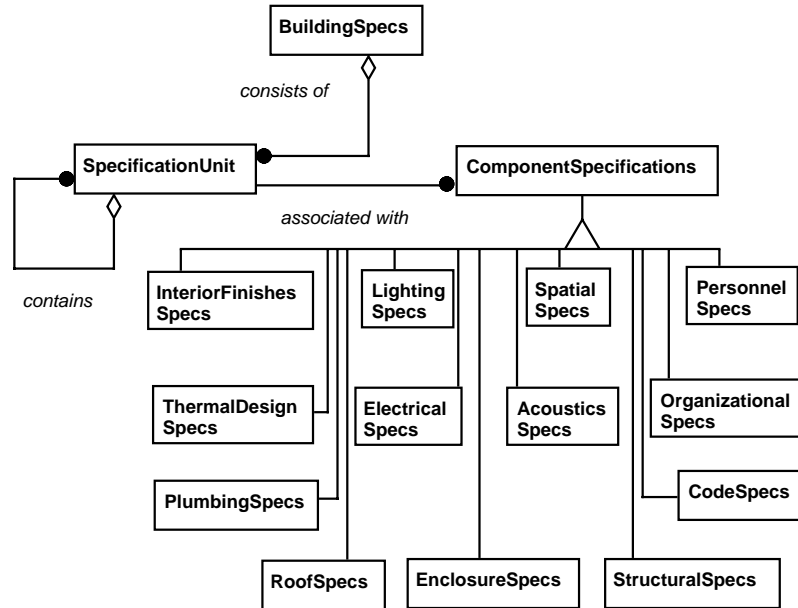 BuildingSpecs
consists of
SpecificationUnit
ComponentSpecifications
associated with
contains
InteriorFinishes
Specs
Lighting
Specs
Spatial
Specs
Personnel
Specs
ThermalDesign
Specs
Electrical
Specs
Acoustics
Specs
Organizational
Specs
PlumbingSpecs
CodeSpecs
RoofSpecs
EnclosureSpecs
StructuralSpecs